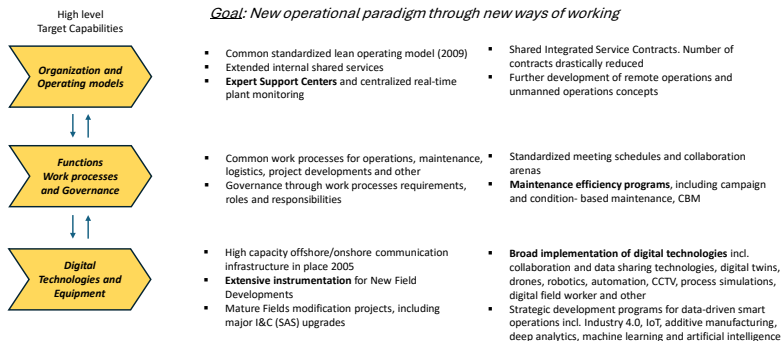 High level
Target Capabilities
Goal: New operational paradigm through new ways of working
Organization and
Operating models
▪ Common standardized lean operating model (2009)
▪ Extended internal shared services
▪ Expert Support Centers and centralized real-time
plant monitoring
▪ Shared Integrated Service Contracts. Number of
contracts drastically reduced
▪ Further development of remote operations and
unmanned operations concepts
Functions
Work processes
and Governance
▪ Common work processes for operations, maintenance,
logistics, project developments and other
▪ Governance through work processes requirements,
roles and responsibilities
▪ Standardized meeting schedules and collaboration
arenas
▪ Maintenance efficiency programs, including campaign
and condition- based maintenance, CBM
Digital
Technologies and
Equipment
▪ High capacity offshore/onshore communication
infrastructure in place 2005
▪ Extensive instrumentation for New Field
Developments
▪ Mature Fields modification projects, including
major I&C (SAS) upgrades
▪ Broad implementation of digital technologies incl.
collaboration and data sharing technologies, digital twins,
drones, robotics, automation, CCTV, process simulations,
digital field worker and other
▪ Strategic development programs for data-driven smart
operations incl. Industry 4.0, IoT, additive manufacturing,
deep analytics, machine learning and artificial intelligence